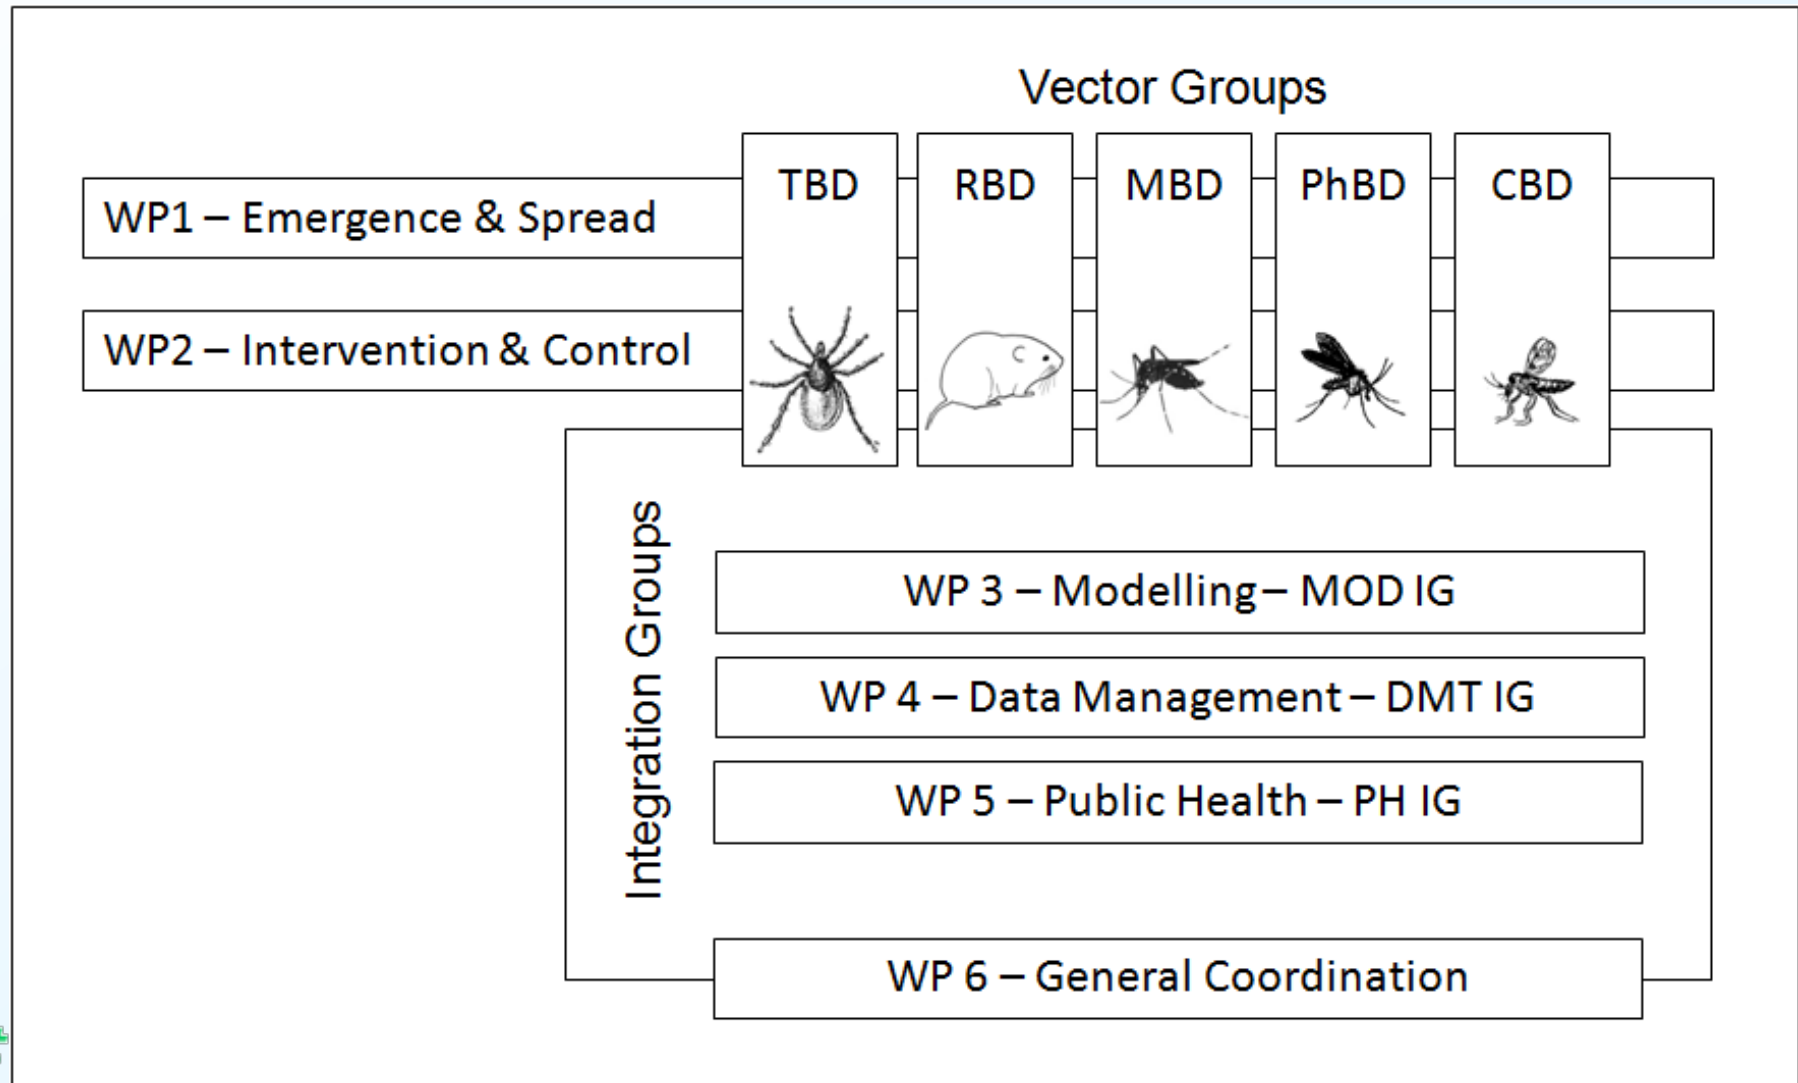 Vector Groups
TBD
RBD
MBD
PhBD
CBD
WP1 – Emergence & Spread
WP2 – Intervention & Control
Integration Groups
WP 3 – Modelling – MOD IG
WP 4 – Data Management – DMT IG
WP 5 – Public Health – PH IG
WP 6 – General Coordination